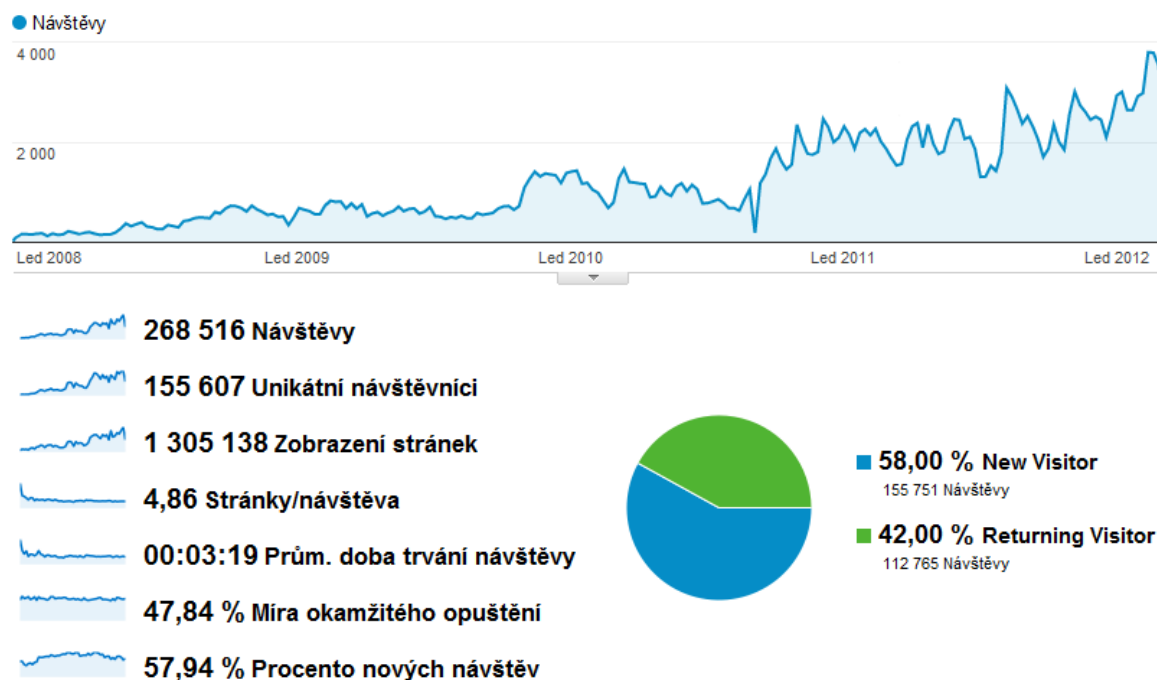 Návštěvy
4 000
2 000
Led 2008 Led 2009 Led 2010 Led 2011 Led 2012
268 516 Návštěvy
155 607 Unikátní návštěvníci
1 305 138 Zobrazení stránek
4,86 Stránky/návštěva
00:03:19 Prům. doba trvání návštěvy
47,84 % Míra okamžitého opuštění
57,94 % Procento nových návštěv
58,00 % New Visitor
155 751 Návštěvy
42,00 % Returning Visitor
112 765 Návštěvy